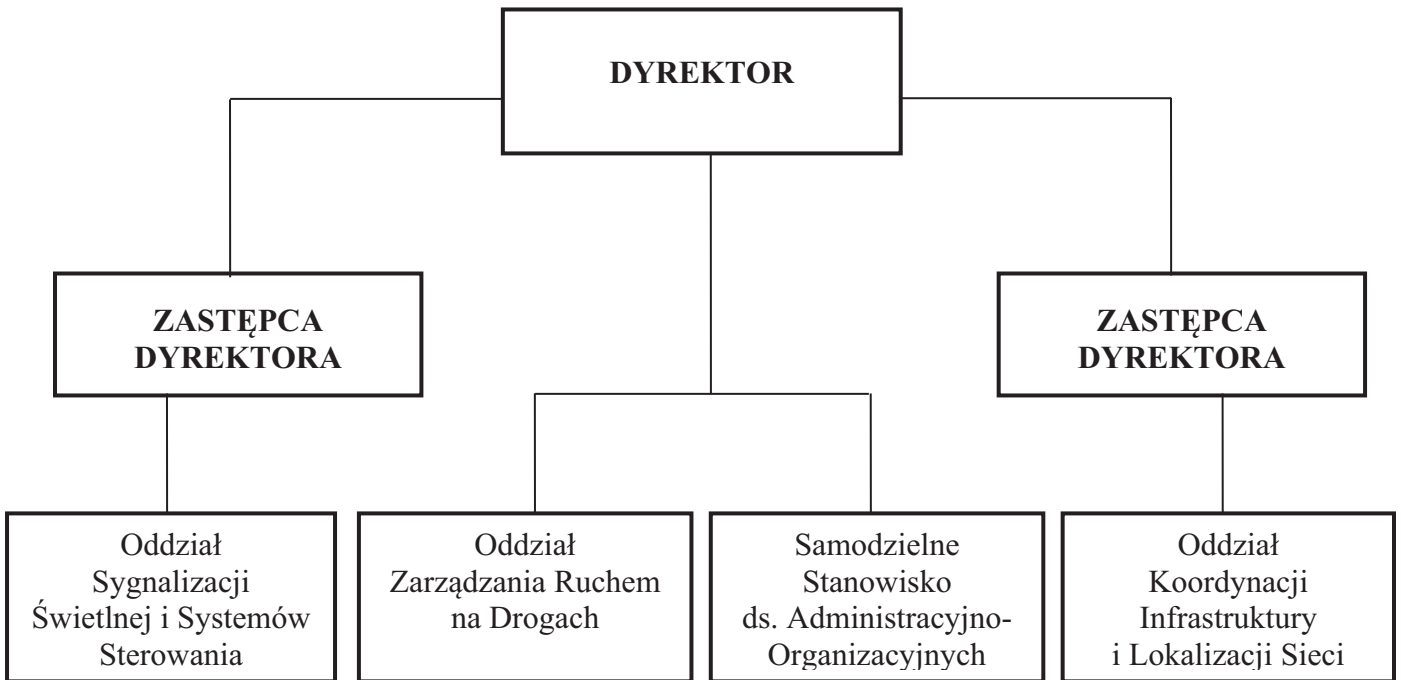 DYREKTOR
ZASTĘPCA
DYREKTORA
ZASTĘPCA
DYREKTORA
Oddział
Sygnalizacji
Świetlnej i Systemów
Sterowania
Oddział
Zarządzania Ruchem
na Drogach
Samodzielne
Stanowisko
ds. Administracyjno-
Organizacyjnych
Oddział
Koordynacji
Infrastruktury
i Lokalizacji Sieci